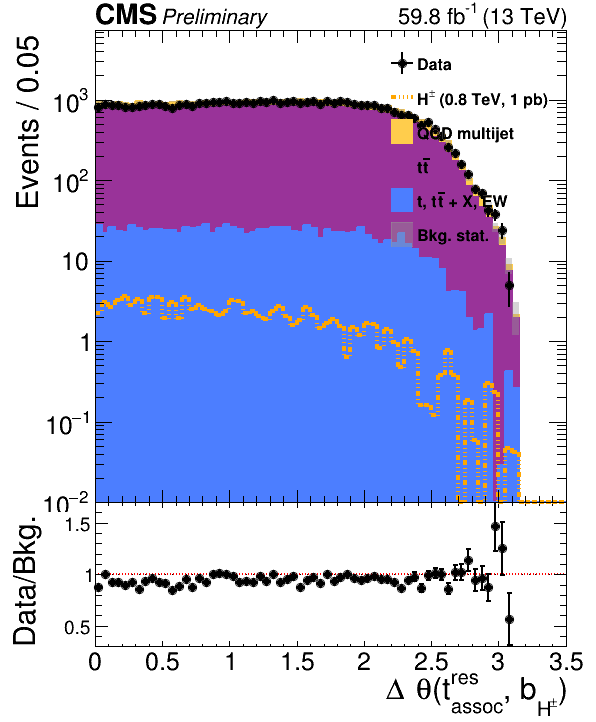 CMS Preliminary 59.8 fb⁻¹ (13 TeV)
Events / 0.05
10³
10²
10
1
10⁻¹
10⁻²
Data
H± (0.8 TeV, 1 pb)
QCD multijet
tt̄
t, tt̄ + X, EW
Bkg. stat.
Data/Bkg.
1.5
1
0.5
0 0.5 1 1.5 2 2.5 3 3.5
Δ θ(t^res_assoc, b_H±)